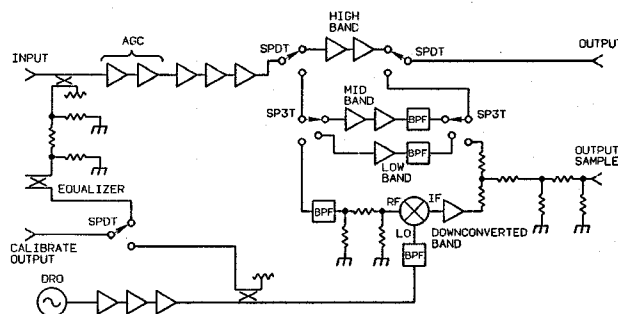 AGC
HIGH
BAND
SPDT
SPDT
INPUT
OUTPUT
MID
BAND
SP3T
BPF
SP3T
BPF
LOW
BAND
OUTPUT
SAMPLE
EQUALIZER
RF
IF
BPF
LO
DOWNCONVERTED
BAND
SPDT
CALIBRATE
OUTPUT
BPF
DRO